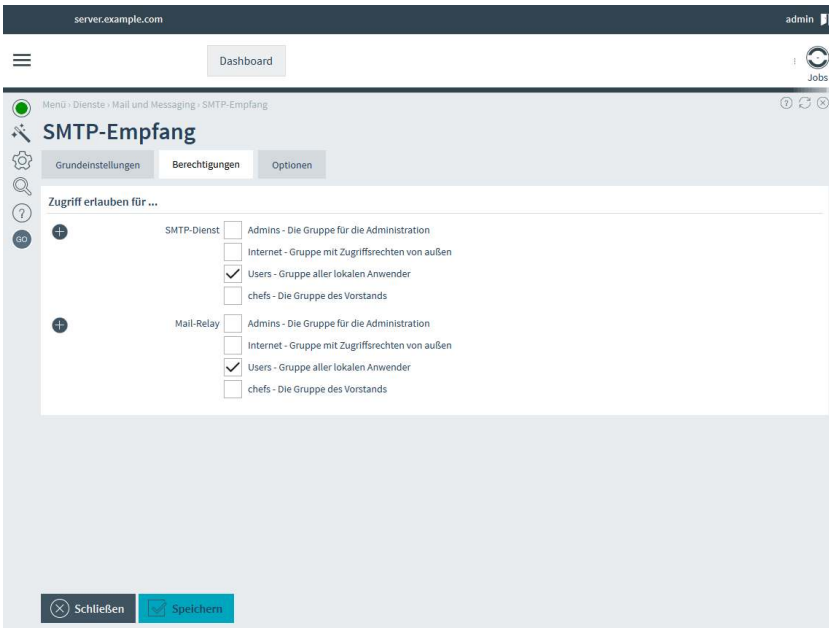 server.example.com
admin
Dashboard
Jobs
Menü › Dienste › Mail und Messaging › SMTP-Empfang
SMTP-Empfang
Grundeinstellungen
Berechtigungen
Optionen
Zugriff erlauben für ...
SMTP-Dienst
Admins - Die Gruppe für die Administration
Internet - Gruppe mit Zugriffsrechten von außen
Users - Gruppe aller lokalen Anwender
chefs - Die Gruppe des Vorstands
Mail-Relay
Admins - Die Gruppe für die Administration
Internet - Gruppe mit Zugriffsrechten von außen
Users - Gruppe aller lokalen Anwender
chefs - Die Gruppe des Vorstands
GO
Schließen
Speichern